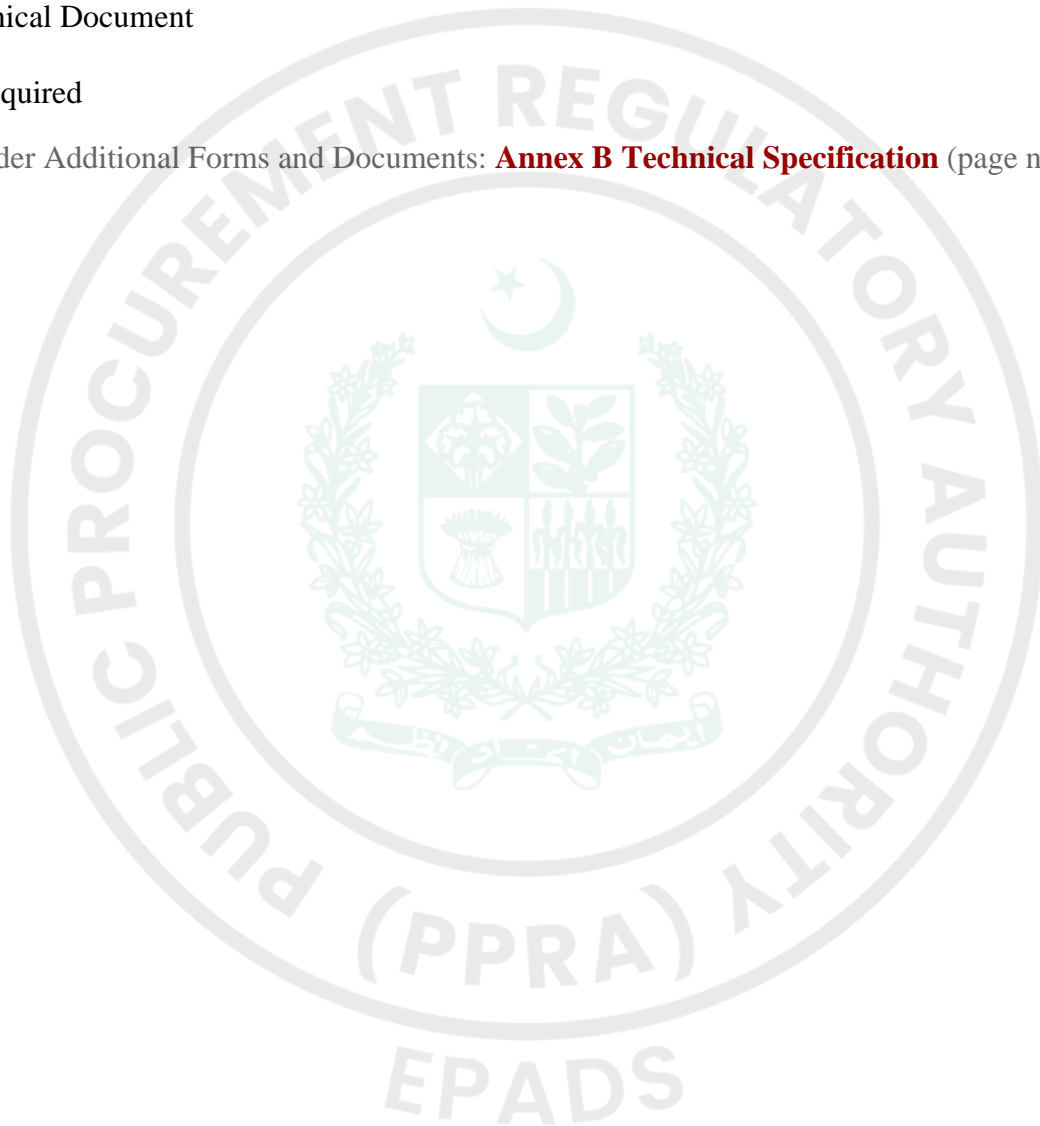 nical Document
quired
der Additional Forms and Documents: Annex B Technical Specification (page n
PUBLIC PROCUREMENT REGULATORY AUTHORITY
(PPRA)
EPADS